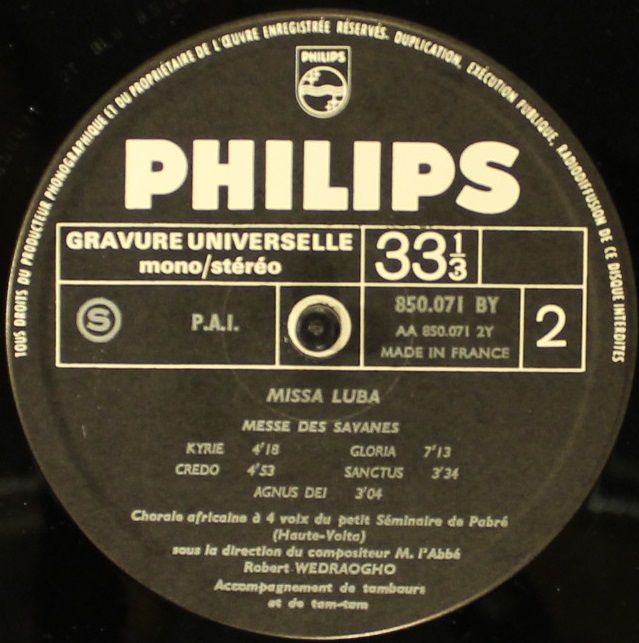 TOUS DROITS DU PRODUCTEUR PHONOGRAPHIQUE ET DU PROPRIÉTAIRE DE L'ŒUVRE ENREGISTRÉE RÉSERVÉS. DUPLICATION, EXÉCUTION PUBLIQUE, RADIODIFFUSION DE CE DISQUE INTERDITES
PHILIPS
PHILIPS
GRAVURE UNIVERSELLE
mono/stéréo
33 1/3
S
P.A.I.
850.071 BY
AA 850.071 2Y
MADE IN FRANCE
2
MISSA LUBA
MESSE DES SAVANES
KYRIE 4'18 GLORIA 7'13
CREDO 4'53 SANCTUS 3'34
AGNUS DEI 3'04
Chorale africaine à 4 voix du petit Séminaire de Pabré
(Haute-Volta)
sous la direction du compositeur M. l'Abbé
Robert WEDRAOGHO
Accompagnement de tambours
et de tam-tam